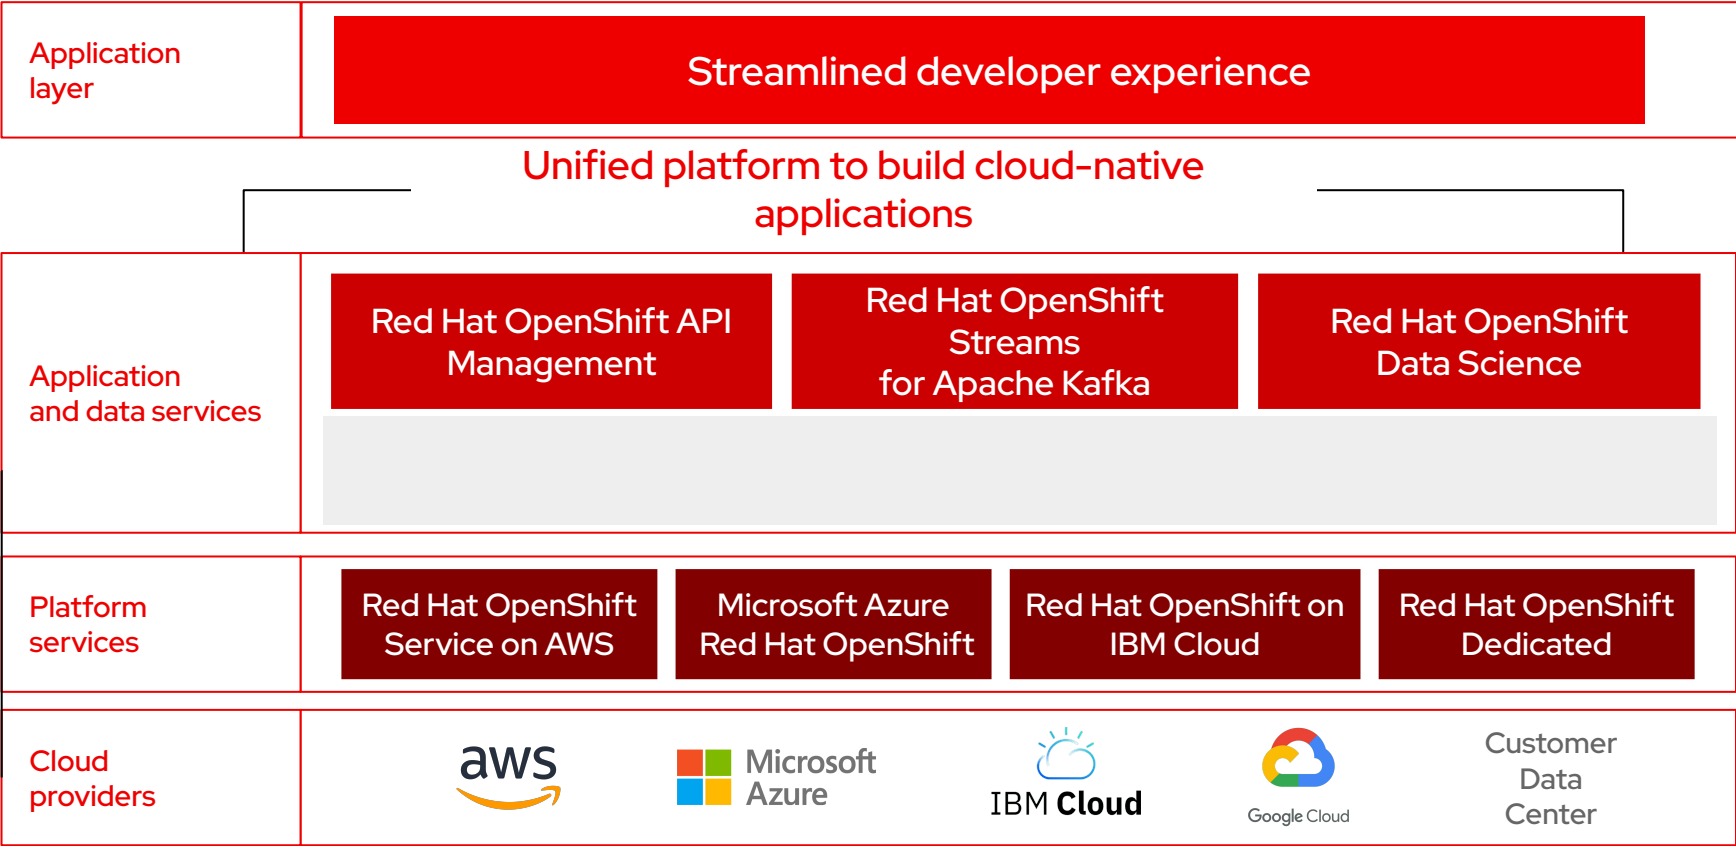 Application
layer
Streamlined developer experience
Unified platform to build cloud-native
applications
Application
and data services
Red Hat OpenShift API
Management
Red Hat OpenShift
Streams
for Apache Kafka
Red Hat OpenShift
Data Science
Platform
services
Red Hat OpenShift
Service on AWS
Microsoft Azure
Red Hat OpenShift
Red Hat OpenShift on
IBM Cloud
Red Hat OpenShift
Dedicated
Cloud
providers
aws
Microsoft
Azure
IBM Cloud
Google Cloud
Customer
Data
Center